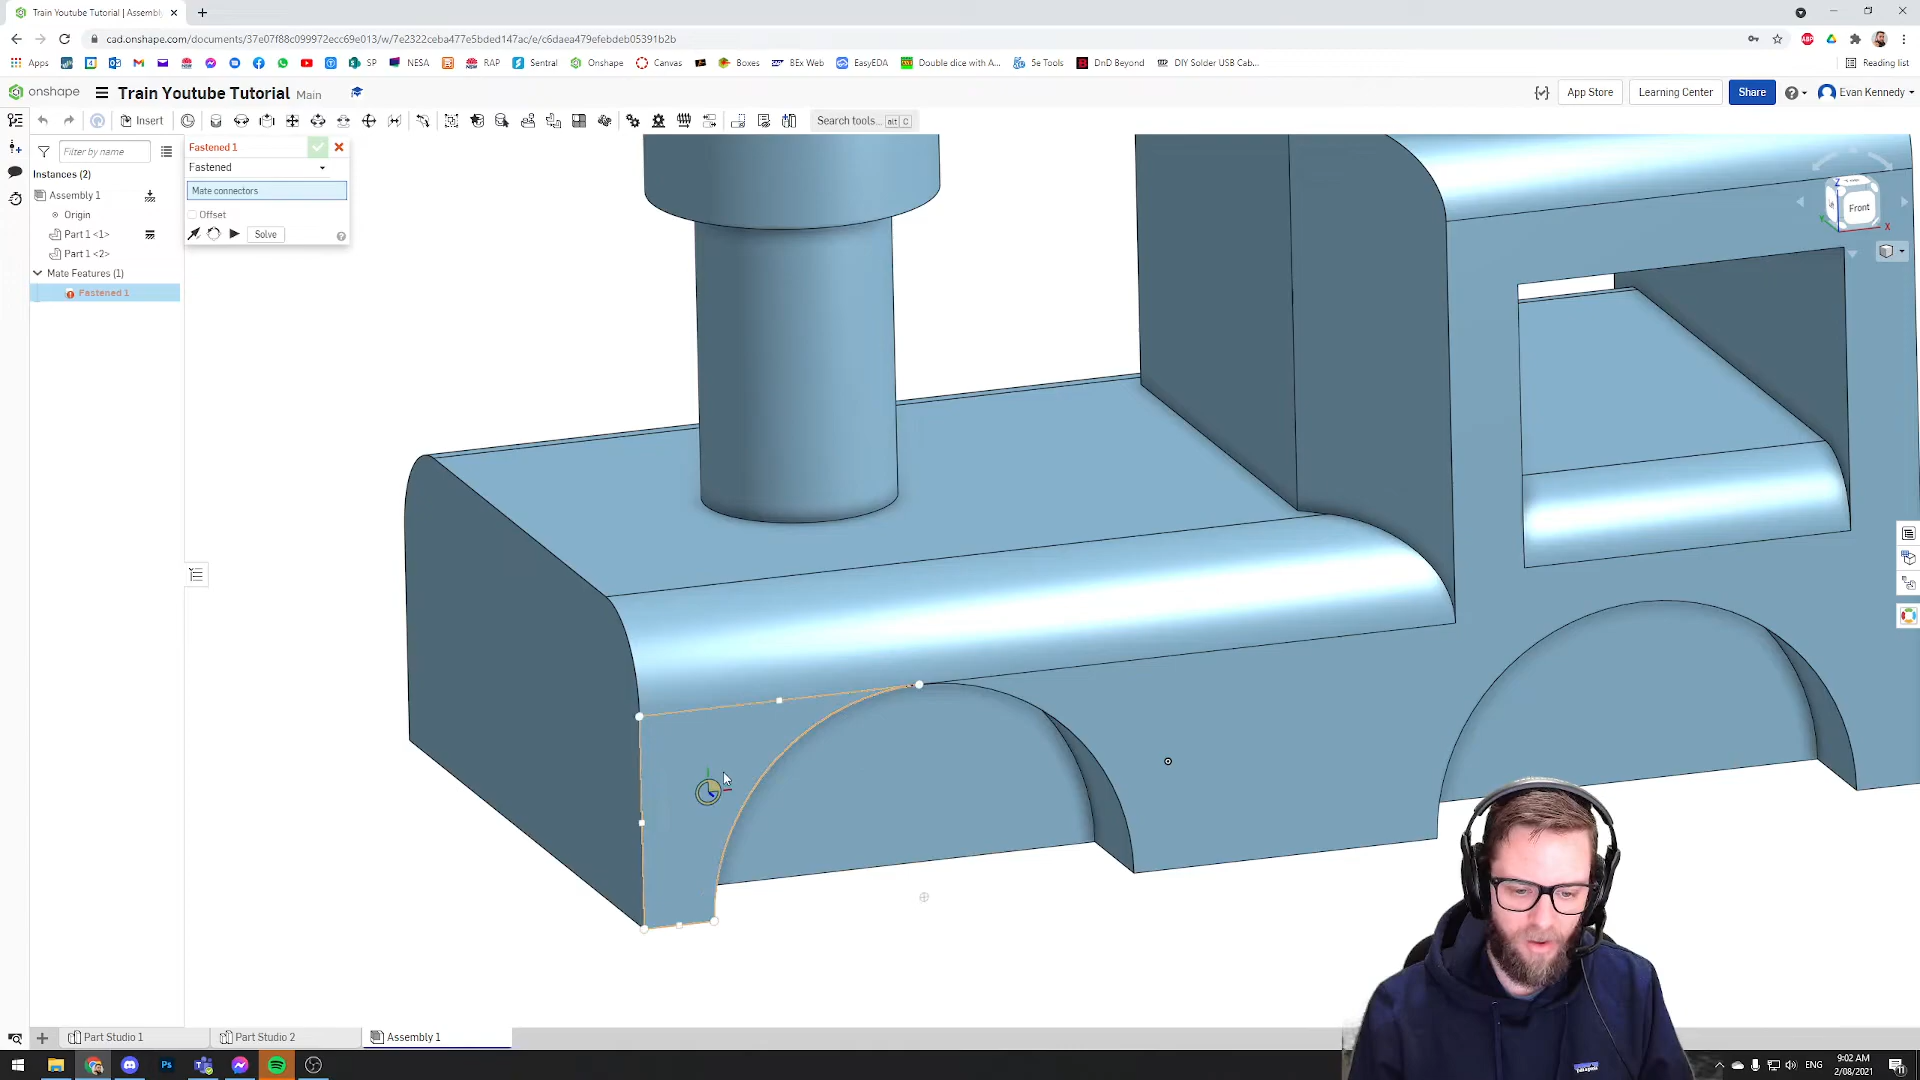 Train Youtube Tutorial | Assembly
cad.onshape.com/documents/37e07f88c099972ecc69e013/w/7e2322ceba477e5bded147ac/e/c6daea479efebdeb05391b2b
Apps
SP
NESA
RAP
Sentral
Onshape
Canvas
Boxes
BEx Web
EasyEDA
Double dice with A...
5e Tools
DnD Beyond
DIY Solder USB Cab...
Reading list
onshape
Train Youtube Tutorial
Main
App Store
Learning Center
Share
Evan Kennedy
Insert
Search tools...
alt
C
Filter by name
Instances (2)
Assembly 1
Origin
Part 1 <1>
Part 1 <2>
Mate Features (1)
Fastened 1
Fastened 1
Fastened
Mate connectors
Offset
Solve
Z
Front
X
Part Studio 1
Part Studio 2
Assembly 1
ENG
9:02 AM
2/08/2021